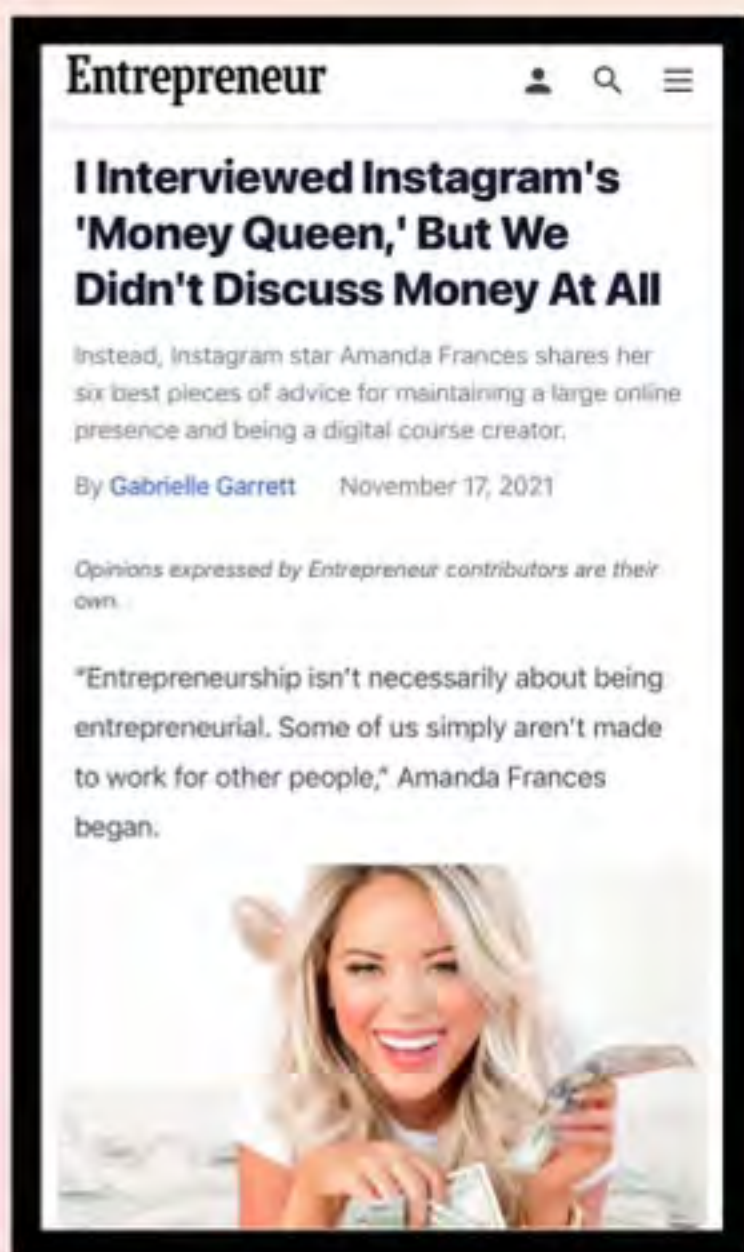 Entrepreneur
I Interviewed Instagram's
'Money Queen,' But We
Didn't Discuss Money At All
Instead, Instagram star Amanda Frances shares her
six best pieces of advice for maintaining a large online
presence and being a digital course creator.
By Gabrielle Garrett November 17, 2021
Opinions expressed by Entrepreneur contributors are their
own.
"Entrepreneurship isn't necessarily about being
entrepreneurial. Some of us simply aren't made
to work for other people," Amanda Frances
began.